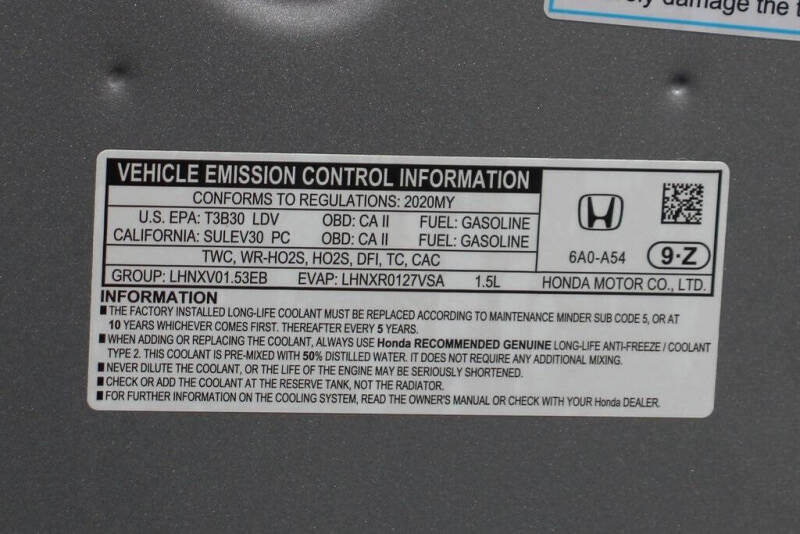 damage the
VEHICLE EMISSION CONTROL INFORMATION
CONFORMS TO REGULATIONS: 2020MY
U.S. EPA: T3B30 LDV OBD: CA II FUEL: GASOLINE
CALIFORNIA: SULEV30 PC OBD: CA II FUEL: GASOLINE
TWC, WR-HO2S, HO2S, DFI, TC, CAC
6A0-A54 9·Z
GROUP: LHNXV01.53EB EVAP: LHNXR0127VSA 1.5L HONDA MOTOR CO., LTD.
INFORMATION
■ THE FACTORY INSTALLED LONG-LIFE COOLANT MUST BE REPLACED ACCORDING TO MAINTENANCE MINDER SUB CODE 5, OR AT
10 YEARS WHICHEVER COMES FIRST. THEREAFTER EVERY 5 YEARS.
■ WHEN ADDING OR REPLACING THE COOLANT, ALWAYS USE Honda RECOMMENDED GENUINE LONG-LIFE ANTI-FREEZE / COOLANT
TYPE 2. THIS COOLANT IS PRE-MIXED WITH 50% DISTILLED WATER. IT DOES NOT REQUIRE ANY ADDITIONAL MIXING.
■ NEVER DILUTE THE COOLANT, OR THE LIFE OF THE ENGINE MAY BE SERIOUSLY SHORTENED.
■ CHECK OR ADD THE COOLANT AT THE RESERVE TANK, NOT THE RADIATOR.
■ FOR FURTHER INFORMATION ON THE COOLING SYSTEM, READ THE OWNER'S MANUAL OR CHECK WITH YOUR Honda DEALER.